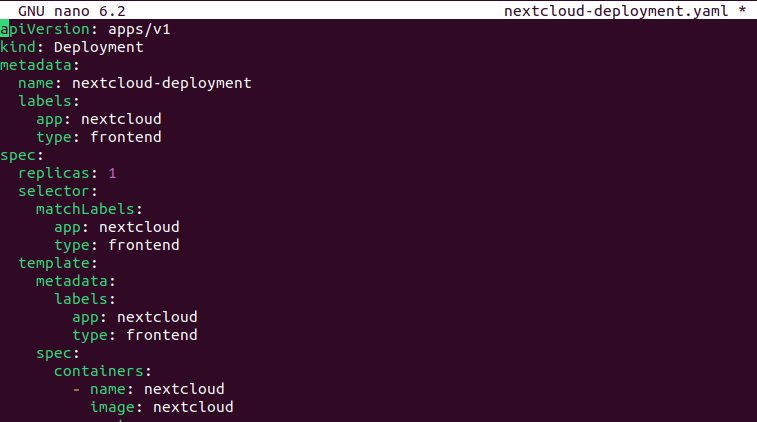 GNU nano 6.2 nextcloud-deployment.yaml *
apiVersion: apps/v1
kind: Deployment
metadata:
  name: nextcloud-deployment
  labels:
    app: nextcloud
    type: frontend
spec:
  replicas: 1
  selector:
    matchLabels:
      app: nextcloud
      type: frontend
  template:
    metadata:
      labels:
        app: nextcloud
        type: frontend
    spec:
      containers:
        - name: nextcloud
          image: nextcloud